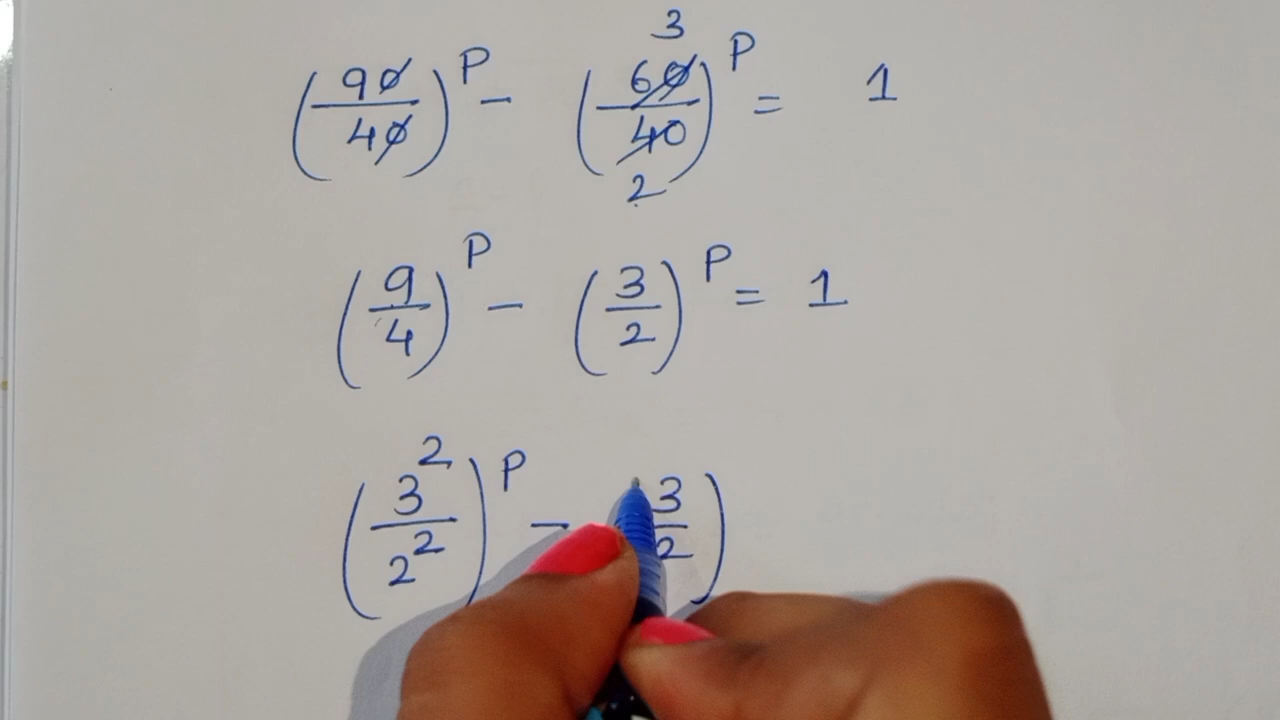 3
(90/40)^P - (60/40)^P = 1
2
(9/4)^P - (3/2)^P = 1
(3^2/2^2)^P - 3/2)